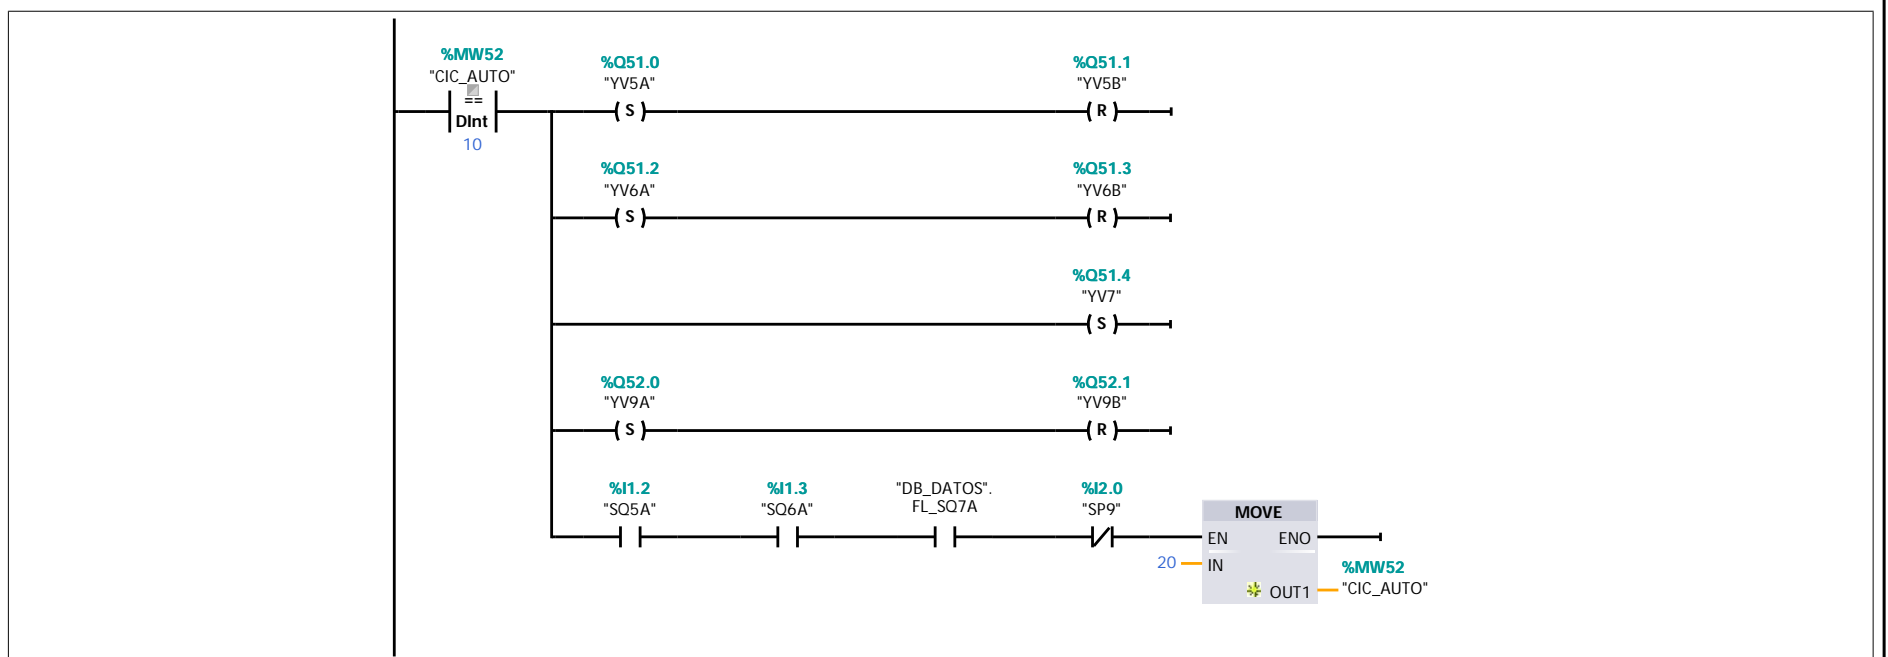 %MW52
"CIC_AUTO"
==
DInt
10
%Q51.0
"YV5A"
S
%Q51.1
"YV5B"
R
%Q51.2
"YV6A"
S
%Q51.3
"YV6B"
R
%Q51.4
"YV7"
S
%Q52.0
"YV9A"
S
%Q52.1
"YV9B"
R
%I1.2
"SQ5A"
%I1.3
"SQ6A"
"DB_DATOS".
FL_SQ7A
%I2.0
"SP9"
MOVE
EN ENO
20 IN
OUT1
%MW52
"CIC_AUTO"